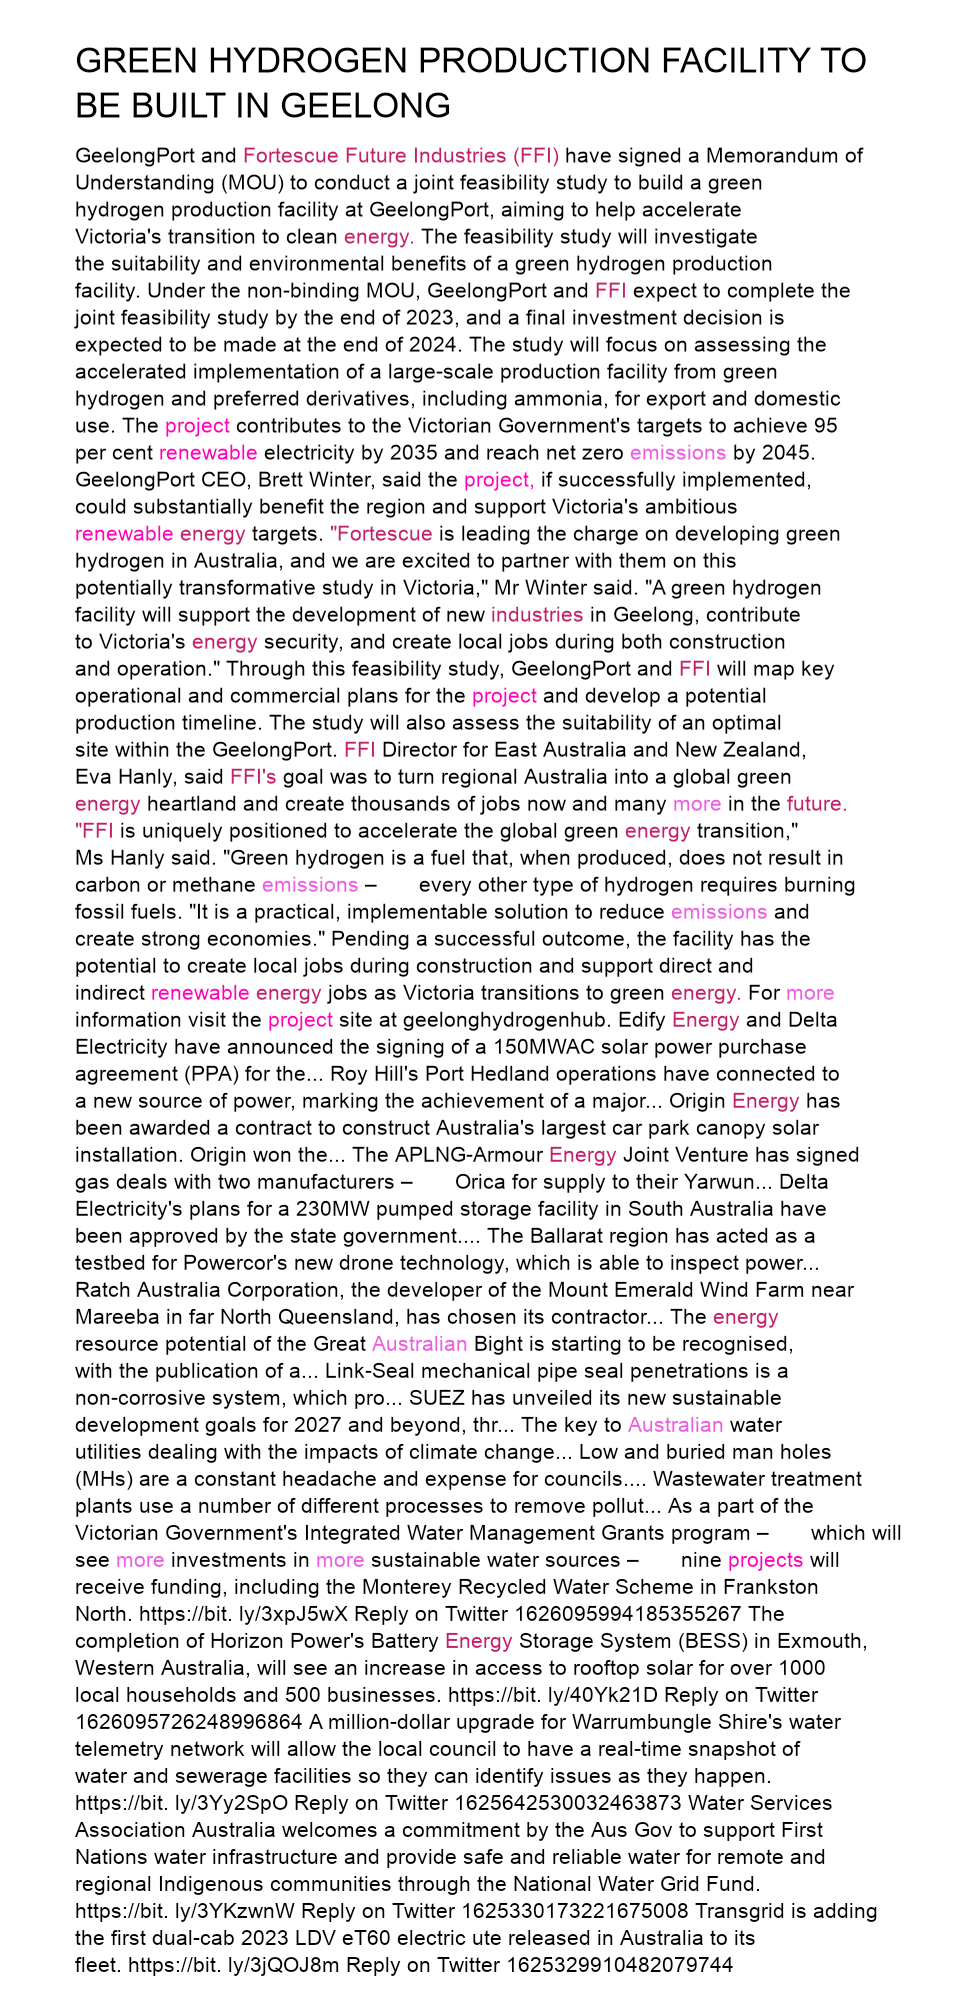 GREEN HYDROGEN PRODUCTION FACILITY TO
BE BUILT IN GEELONG
GeelongPort and Fortescue Future Industries (FFI) have signed a Memorandum of
Understanding (MOU) to conduct a joint feasibility study to build a green
hydrogen production facility at GeelongPort, aiming to help accelerate
Victoria's transition to clean energy. The feasibility study will investigate
the suitability and environmental benefits of a green hydrogen production
facility. Under the non-binding MOU, GeelongPort and FFI expect to complete the
joint feasibility study by the end of 2023, and a final investment decision is
expected to be made at the end of 2024. The study will focus on assessing the
accelerated implementation of a large-scale production facility from green
hydrogen and preferred derivatives, including ammonia, for export and domestic
use. The project contributes to the Victorian Government's targets to achieve 95
per cent renewable electricity by 2035 and reach net zero emissions by 2045.
GeelongPort CEO, Brett Winter, said the project, if successfully implemented,
could substantially benefit the region and support Victoria's ambitious
renewable energy targets. "Fortescue is leading the charge on developing green
hydrogen in Australia, and we are excited to partner with them on this
potentially transformative study in Victoria," Mr Winter said. "A green hydrogen
facility will support the development of new industries in Geelong, contribute
to Victoria's energy security, and create local jobs during both construction
and operation." Through this feasibility study, GeelongPort and FFI will map key
operational and commercial plans for the project and develop a potential
production timeline. The study will also assess the suitability of an optimal
site within the GeelongPort. FFI Director for East Australia and New Zealand,
Eva Hanly, said FFI's goal was to turn regional Australia into a global green
energy heartland and create thousands of jobs now and many more in the future.
"FFI is uniquely positioned to accelerate the global green energy transition,"
Ms Hanly said. "Green hydrogen is a fuel that, when produced, does not result in
carbon or methane emissions – every other type of hydrogen requires burning
fossil fuels. "It is a practical, implementable solution to reduce emissions and
create strong economies." Pending a successful outcome, the facility has the
potential to create local jobs during construction and support direct and
indirect renewable energy jobs as Victoria transitions to green energy. For more
information visit the project site at geelonghydrogenhub. Edify Energy and Delta
Electricity have announced the signing of a 150MWAC solar power purchase
agreement (PPA) for the... Roy Hill's Port Hedland operations have connected to
a new source of power, marking the achievement of a major... Origin Energy has
been awarded a contract to construct Australia's largest car park canopy solar
installation. Origin won the... The APLNG-Armour Energy Joint Venture has signed
gas deals with two manufacturers – Orica for supply to their Yarwun... Delta
Electricity's plans for a 230MW pumped storage facility in South Australia have
been approved by the state government.... The Ballarat region has acted as a
testbed for Powercor's new drone technology, which is able to inspect power...
Ratch Australia Corporation, the developer of the Mount Emerald Wind Farm near
Mareeba in far North Queensland, has chosen its contractor... The energy
resource potential of the Great Australian Bight is starting to be recognised,
with the publication of a... Link-Seal mechanical pipe seal penetrations is a
non-corrosive system, which pro... SUEZ has unveiled its new sustainable
development goals for 2027 and beyond, thr... The key to Australian water
utilities dealing with the impacts of climate change... Low and buried man holes
(MHs) are a constant headache and expense for councils.... Wastewater treatment
plants use a number of different processes to remove pollut... As a part of the
Victorian Government's Integrated Water Management Grants program – which will
see more investments in more sustainable water sources – nine projects will
receive funding, including the Monterey Recycled Water Scheme in Frankston
North. https://bit. ly/3xpJ5wX Reply on Twitter 1626095994185355267 The
completion of Horizon Power's Battery Energy Storage System (BESS) in Exmouth,
Western Australia, will see an increase in access to rooftop solar for over 1000
local households and 500 businesses. https://bit. ly/40Yk21D Reply on Twitter
1626095726248996864 A million-dollar upgrade for Warrumbungle Shire's water
telemetry network will allow the local council to have a real-time snapshot of
water and sewerage facilities so they can identify issues as they happen.
https://bit. ly/3Yy2SpO Reply on Twitter 1625642530032463873 Water Services
Association Australia welcomes a commitment by the Aus Gov to support First
Nations water infrastructure and provide safe and reliable water for remote and
regional Indigenous communities through the National Water Grid Fund.
https://bit. ly/3YKzwnW Reply on Twitter 1625330173221675008 Transgrid is adding
the first dual-cab 2023 LDV eT60 electric ute released in Australia to its
fleet. https://bit. ly/3jQOJ8m Reply on Twitter 1625329910482079744